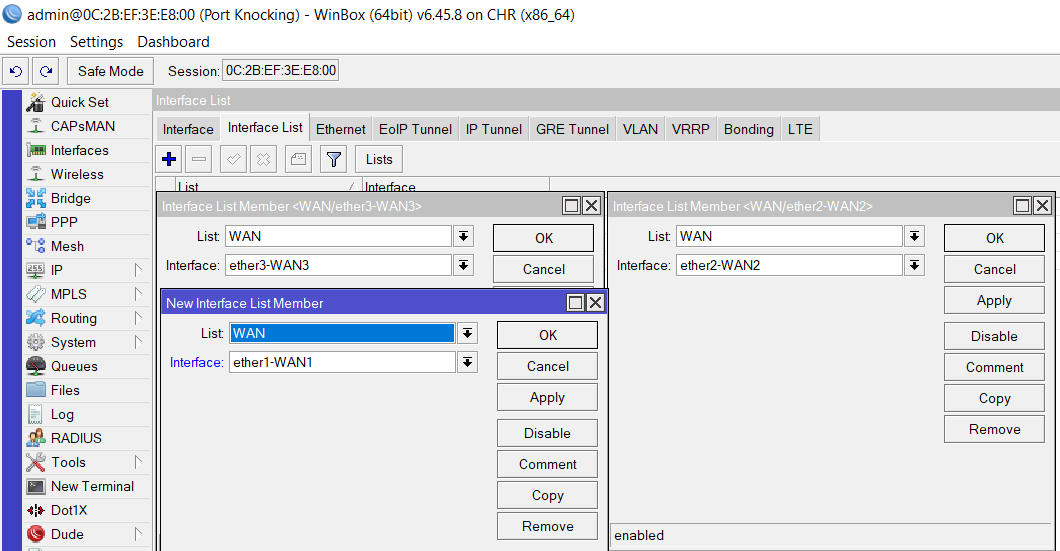 admin@0C:2B:EF:3E:E8:00 (Port Knocking) - WinBox (64bit) v6.45.8 on CHR (x86_64)
Session Settings Dashboard
Safe Mode Session: 0C:2B:EF:3E:E8:00
Quick Set
CAPsMAN
Interfaces
Wireless
Bridge
PPP
Mesh
IP
MPLS
Routing
System
Queues
Files
Log
RADIUS
Tools
New Terminal
Dot1X
Dude
Interface List
Interface Interface List Ethernet EoIP Tunnel IP Tunnel GRE Tunnel VLAN VRRP Bonding LTE
Lists
List Interface
Interface List Member <WAN/ether3-WAN3>
List: WAN OK
Interface: ether3-WAN3 Cancel
New Interface List Member
List: WAN OK
Interface: ether1-WAN1 Cancel
Apply
Disable
Comment
Copy
Remove
Interface List Member <WAN/ether2-WAN2>
List: WAN OK
Interface: ether2-WAN2 Cancel
Apply
Disable
Comment
Copy
Remove
enabled